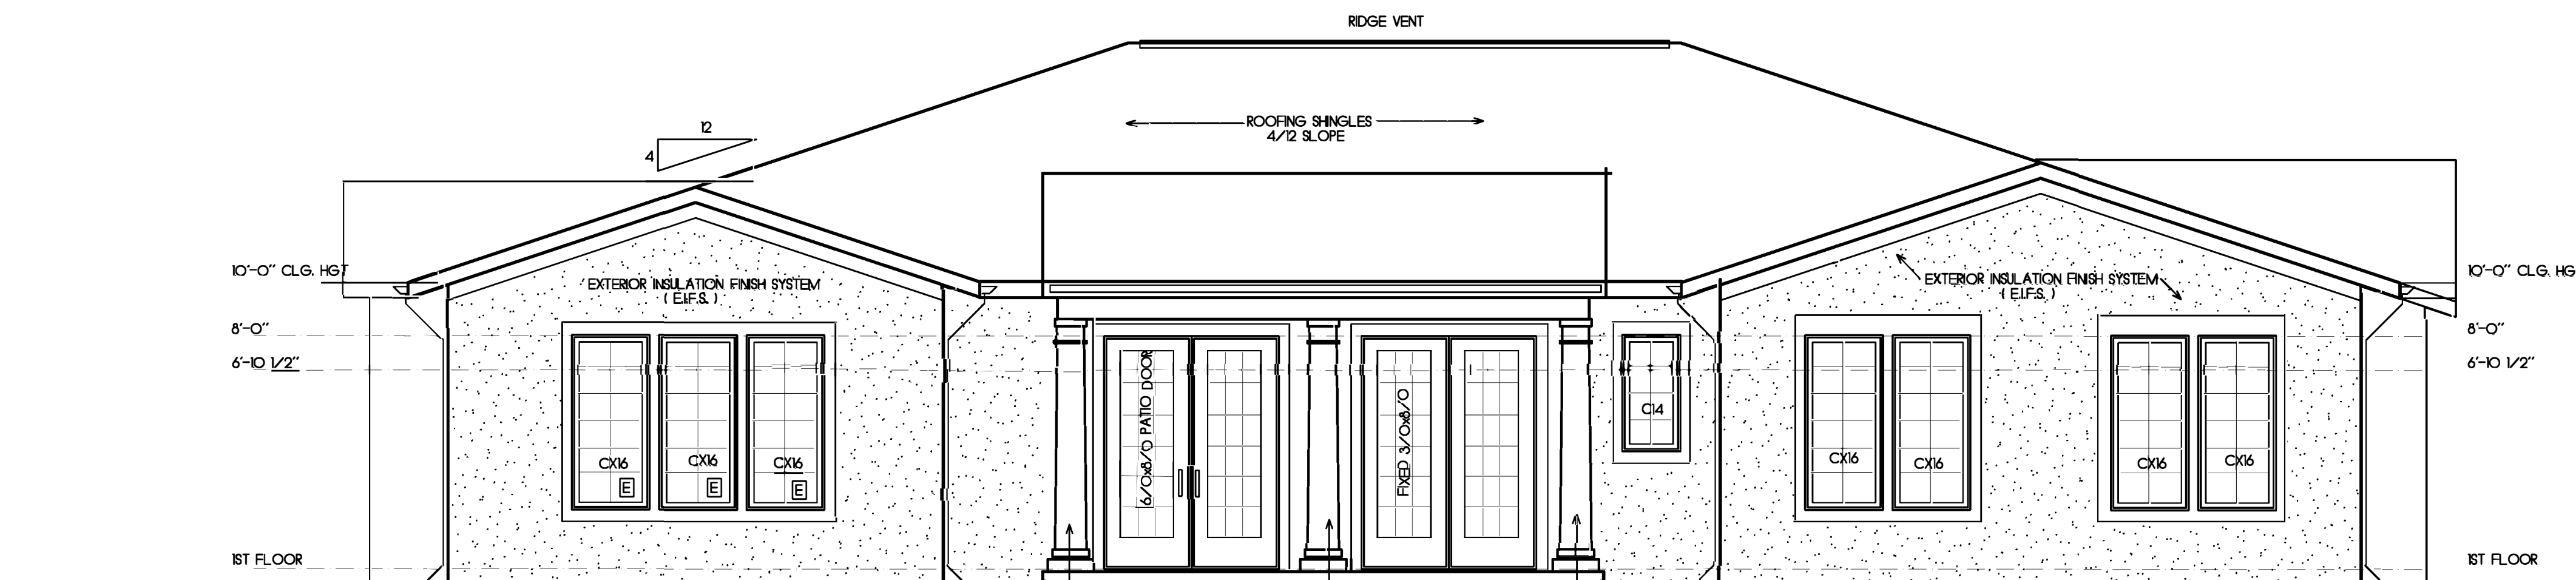 RIDGE VENT
12
4
ROOFING SHINGLES
4/12 SLOPE
10'-0" CLG. HGT
EXTERIOR INSULATION FINISH SYSTEM
( E.I.F.S. )
EXTERIOR INSULATION FINISH SYSTEM
( E.I.F.S. )
10'-0" CLG. HG
8'-0"
8'-0"
6'-10 1/2"
6'-10 1/2"
6/0x8/0 PATIO DOOR
FIXED 3/0x8/0
C14
CX16
CX16
CX16
CX16
CX16
CX16
CX16
E
E
E
1ST FLOOR
1ST FLOOR